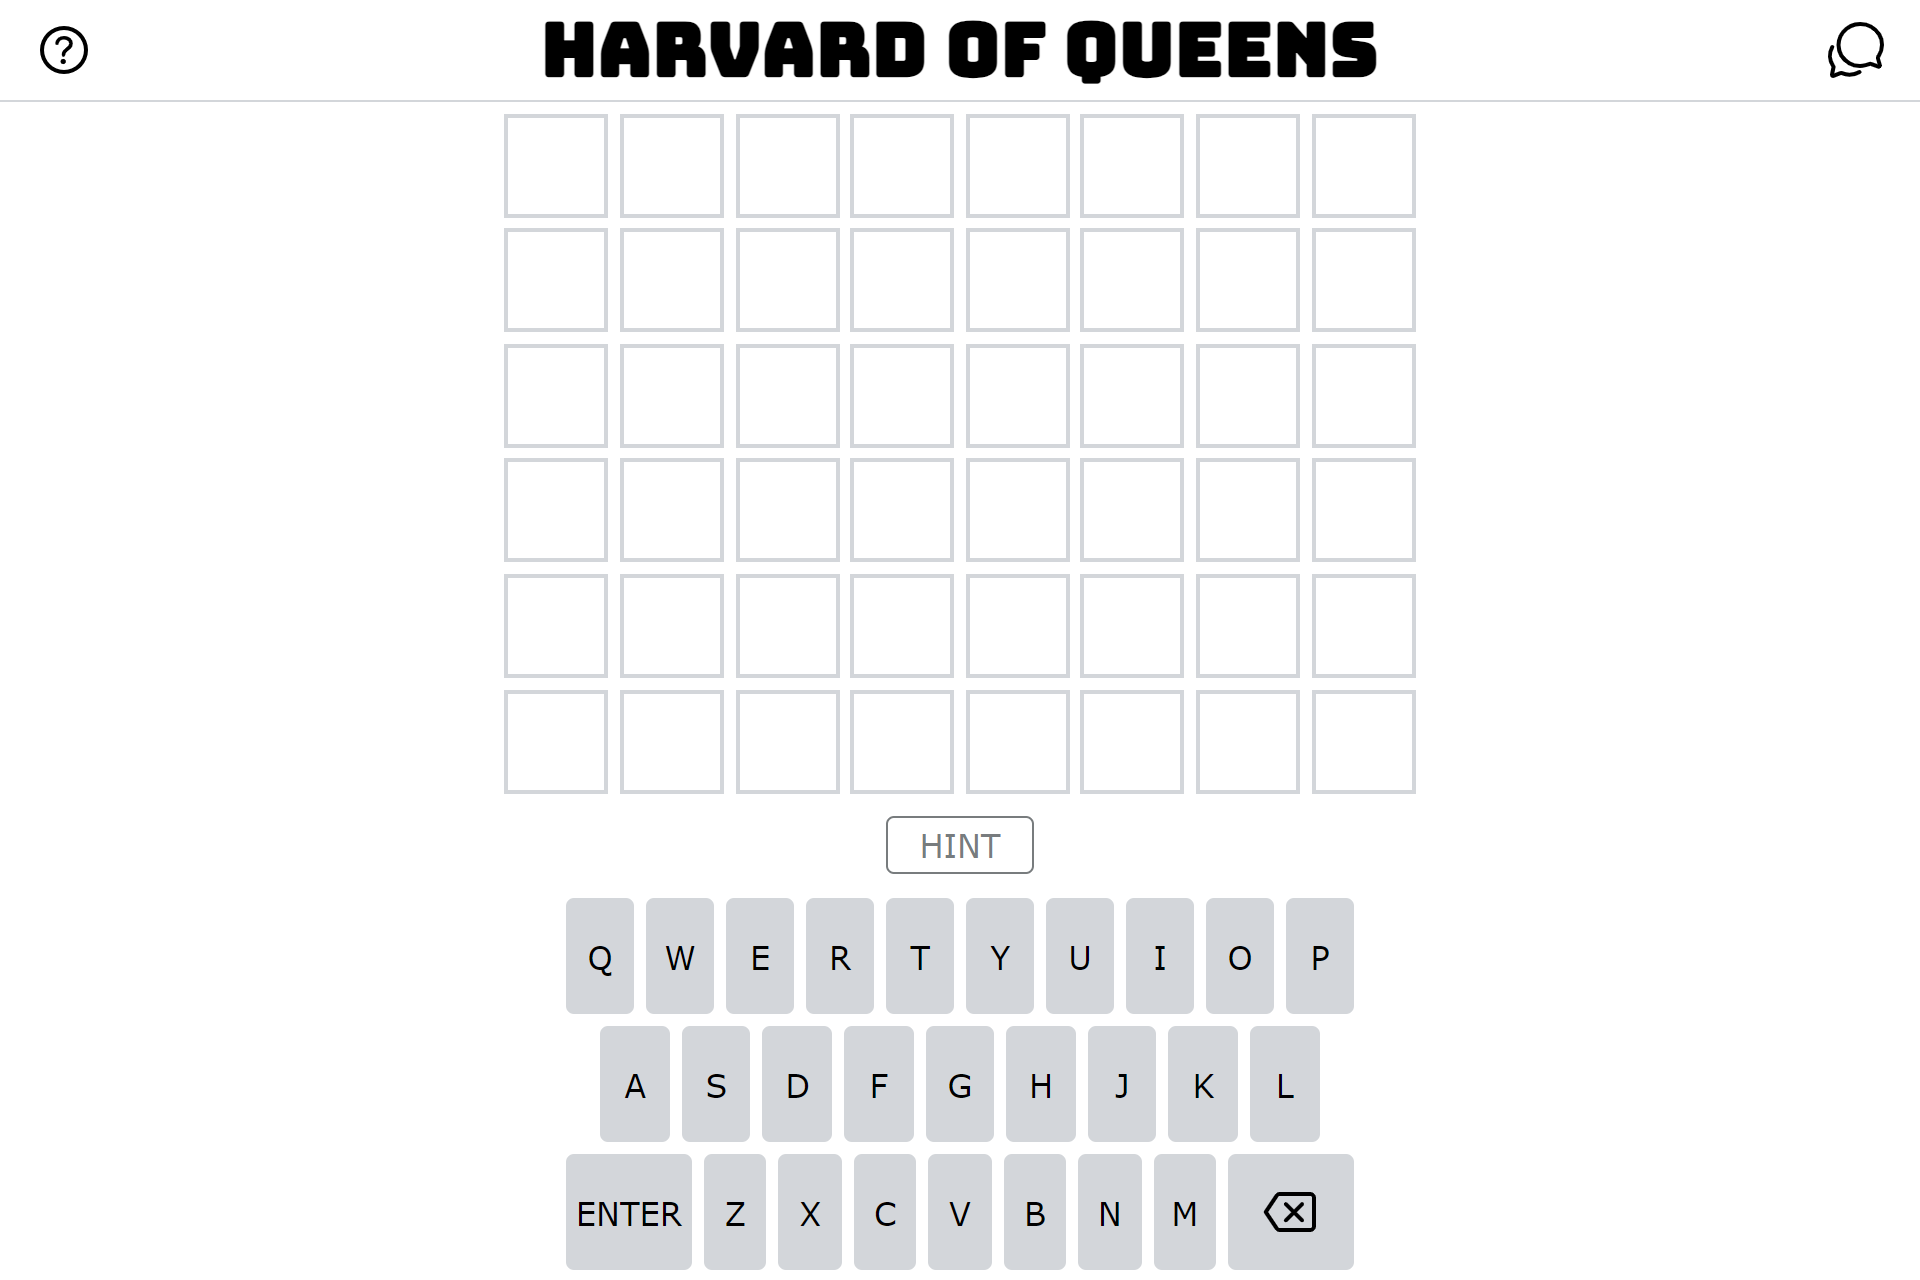 HARVARD OF QUEENS
HINT
Q W E R T Y U I O P
A S D F G H J K L
ENTER Z X C V B N M